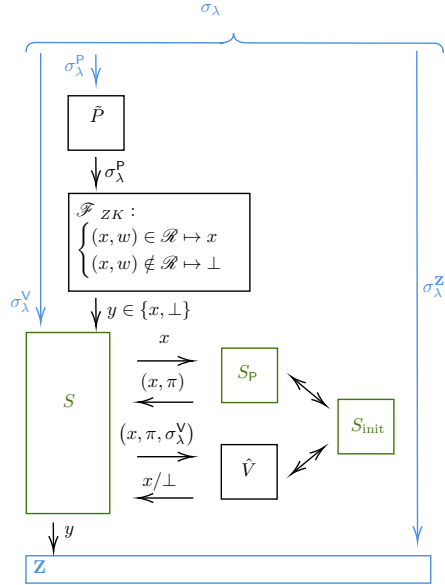 σ_λ
σ_λ^P
P̃
σ_λ^P
ℱ_ZK :
(x, w) ∈ ℛ ↦ x
(x, w) ∉ ℛ ↦ ⊥
σ_λ^V
σ_λ^Z
y ∈ {x, ⊥}
x
S_P
(x, π)
S
S_init
(x, π, σ_λ^V)
V̂
x/⊥
y
Z